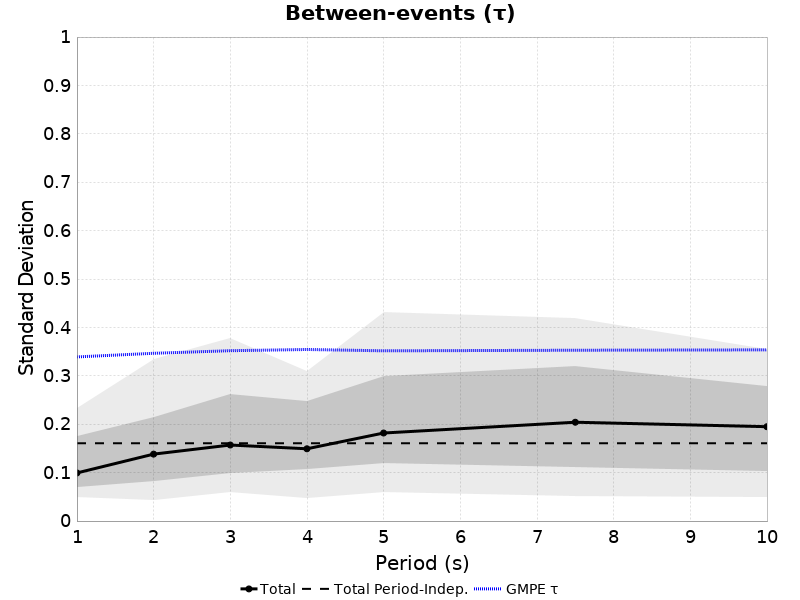 Between-events (τ)
Standard Deviation
1
0.9
0.8
0.7
0.6
0.5
0.4
0.3
0.2
0.1
0
1 2 3 4 5 6 7 8 9 10
Period (s)
Total Total Period-Indep. GMPE τ